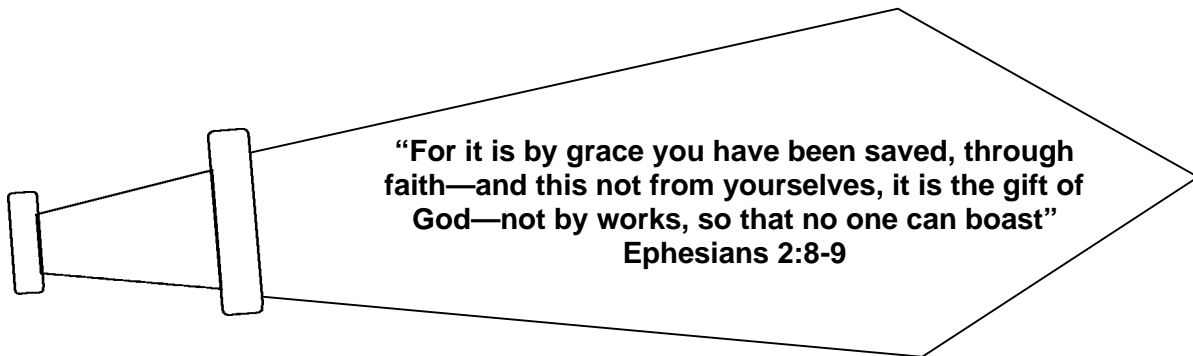 “For it is by grace you have been saved, through
faith—and this not from yourselves, it is the gift of
God—not by works, so that no one can boast”
Ephesians 2:8-9